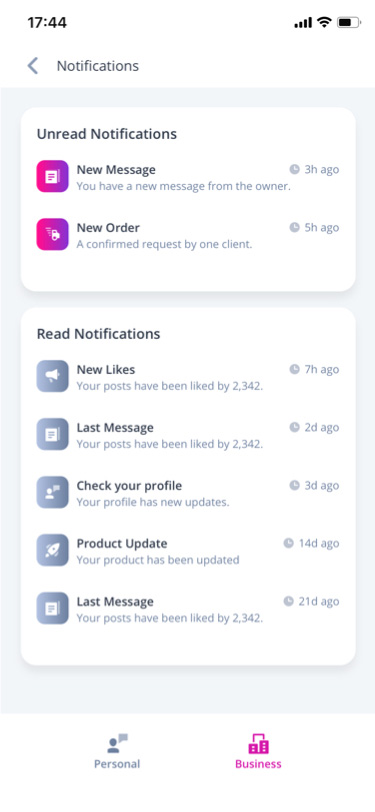 17:44
Notifications
Unread Notifications
New Message
3h ago
You have a new message from the owner.
New Order
5h ago
A confirmed request by one client.
Read Notifications
New Likes
7h ago
Your posts have been liked by 2,342.
Last Message
2d ago
Your posts have been liked by 2,342.
Check your profile
3d ago
Your profile has new updates.
Product Update
14d ago
Your product has been updated
Last Message
21d ago
Your posts have been liked by 2,342.
Personal
Business